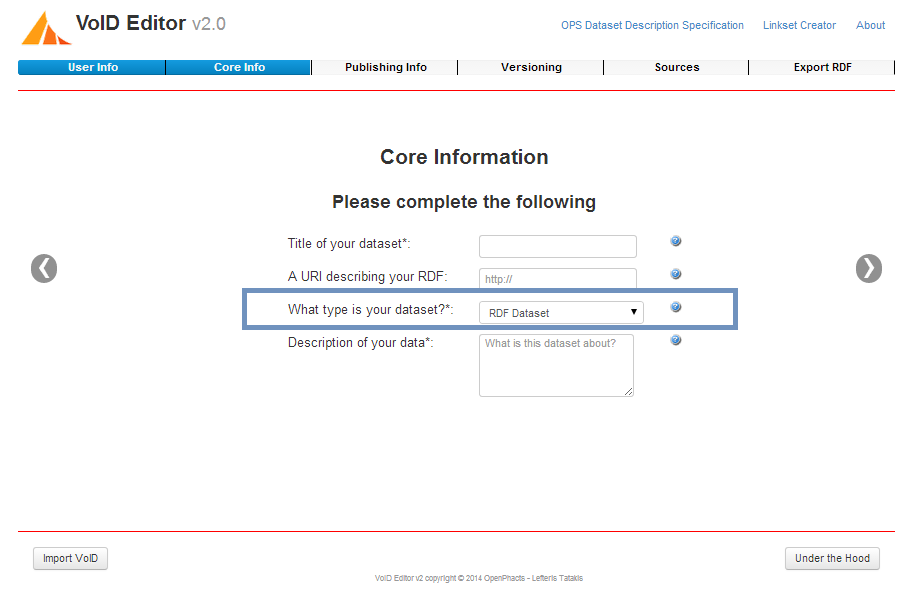 VoID Editor v2.0
OPS Dataset Description Specification Linkset Creator About
User Info Core Info Publishing Info Versioning Sources Export RDF
Core Information
Please complete the following
Title of your dataset*:
A URI describing your RDF: http://
What type is your dataset?*: RDF Dataset
Description of your data*: What is this dataset about?
Import VoID Under the Hood
VoID Editor v2 copyright © 2014 OpenPhacts - Lefteris Tatakis